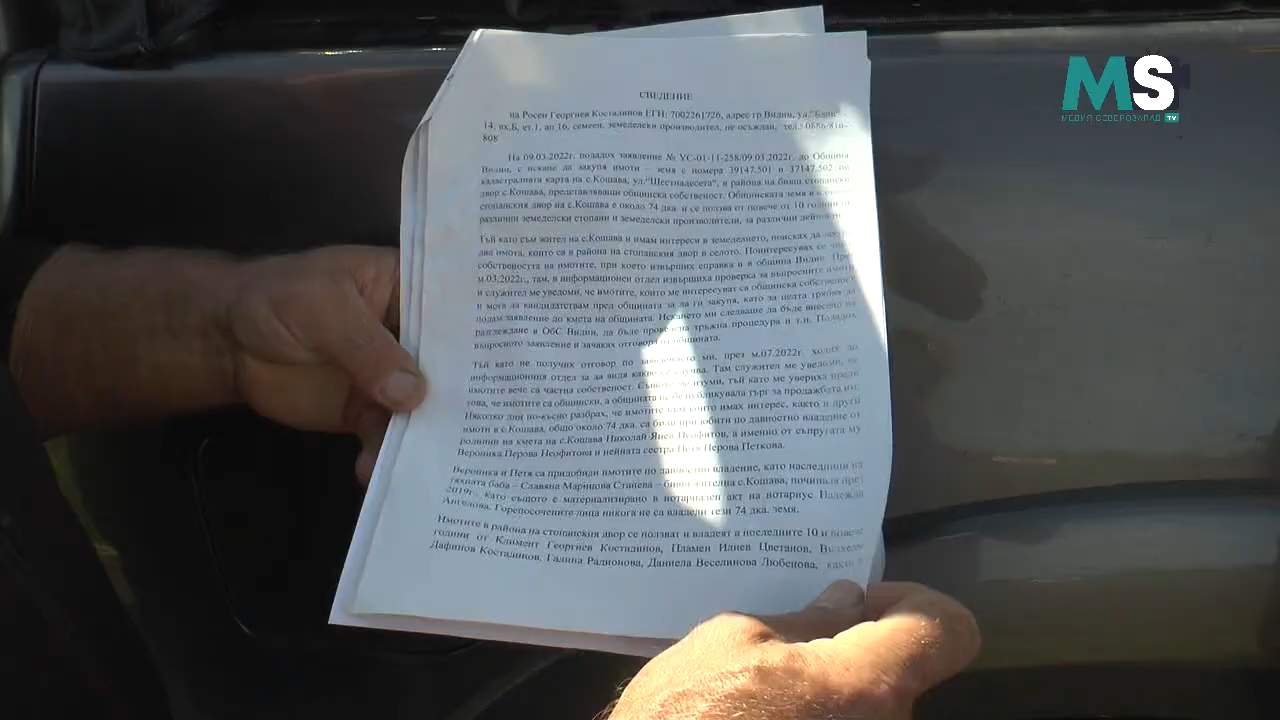 MS
МЕДИЯ СЕВЕРОЗАПАД TV
СВЕДЕНИЕ
на Росен Георгиев Костадинов ЕГН: 7002261726, адрес гр.Видин, ул."Бдин"
14, вх.Б, ет.1, ап.16, семеен, земеделски производител, не осъждан, тел.: 0886-810-
808
На 09.03.2022г. подадох заявление № УС-01-11-258/09.03.2022г. до Община
Видин, с искане да закупя имоти – земя с номера 39147.501 и 37147.502 по
кадастралната карта на с.Кошава, ул."Шестнадесета", в района на бивш стопански
двор с.Кошава, представляващи общинска собственост. Общинската земя в
стопанския двор на с.Кошава е около 74 дка. и се ползва от повече от 10 години от
различни земеделски стопани и земеделски производители, за различни дейности.
Тъй като съм жител на с.Кошава и имам интереси в земеделието, поисках да закупя
два имота, които са в района на стопанския двор в селото. Поинтересувах се
собствеността на имотите, при което извърших справка и в община Видин. През
м.03.2022г., там, в информационен отдел извършиха проверка за въпросните имоти
и служител ме уведоми, че имотите, които ме интересуват са общинска собственост
и мога да кандидатствам пред общината за да ги закупя, като за целта трябва да
подам заявление до кмета на общината. Искането ми следваше да бъде внесено за
разглеждане в ОбС Видин, да бъде проведена тръжна процедура и т.н. Подадох
въпросното заявление и зачаках отговор от общината.
Тъй като не получих отговор по заявлението ми, през м.07.2022г. ходих до
информационния отдел за да видя какво се случва. Там служител ме уведоми, че
имотите вече са частна собственост. Същото ме изуми, тъй като ме увериха преди
това, че имотите са общински, а общината не бе публикувала търг за продажбата им.
Няколко дни по-късно разбрах, че имотите към които имах интерес, както и други
имоти в с.Кошава, общо около 74 дка. са били придобити по давностно владение от
роднини на кмета на с.Кошава Николай Янев Неофитов, а именно от съпругата му
Вероника Перова Неофитова и нейната сестра Петя Перова Петкова.
Вероника и Петя са придобили имотите по давностно владение, като наследници на
тяхната баба – Славяна Маринова Станева – бивш жителка с.Кошава, починала през
2019г., като същото е материализирано в нотариален акт на нотариус Надежда
Ангелова. Горепосочените лица никога не са владели тези 74 дка. земя.
Имотите в района на стопанския двор се ползват и владеят в последните 10 и повече
години от Климент Георгиев Костадинов, Пламен Илиев Цветанов,
Дафинов Костадинов, Галина Радионова, Даниела Веселинова Любенова, както